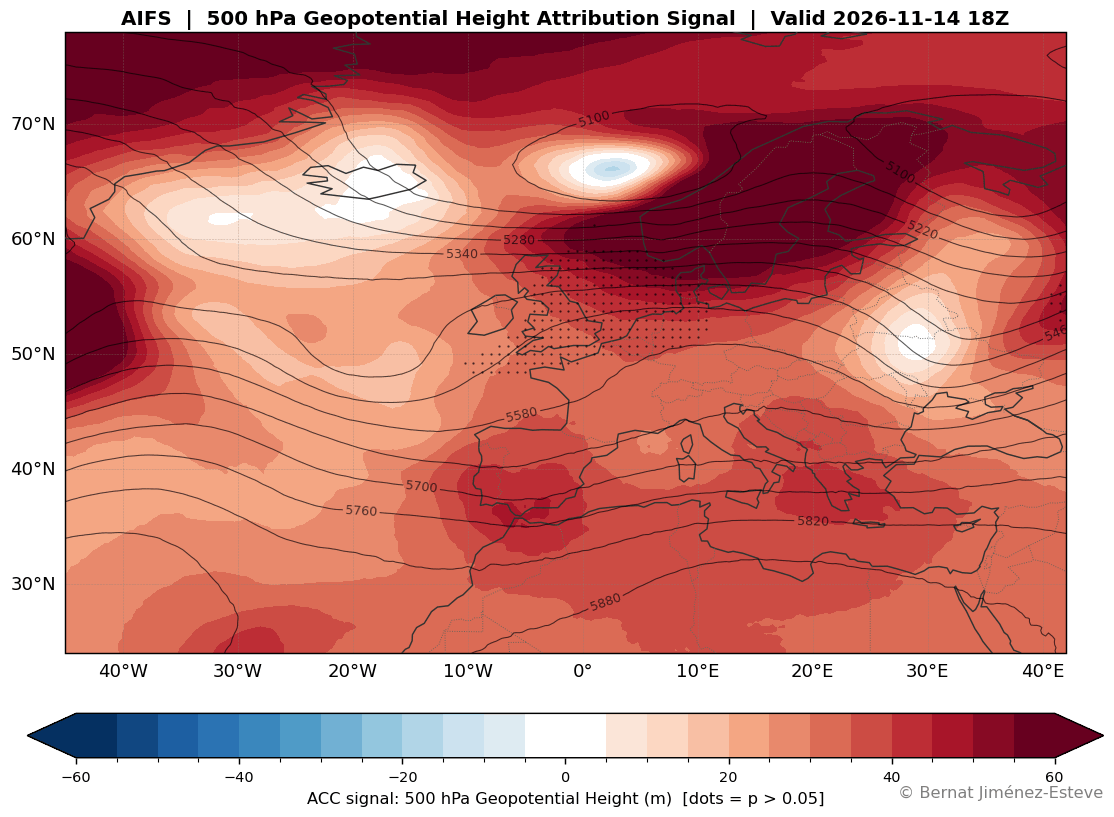 AIFS | 500 hPa Geopotential Height Attribution Signal | Valid 2026-11-14 18Z
70°N
60°N
50°N
40°N
30°N
5100
5100
5220
5280
5340
546
5580
5700
5760
5820
5880
40°W 30°W 20°W 10°W 0° 10°E 20°E 30°E 40°E
−60 −40 −20 0 20 40 60
ACC signal: 500 hPa Geopotential Height (m) [dots = p > 0.05]
© Bernat Jiménez-Esteve